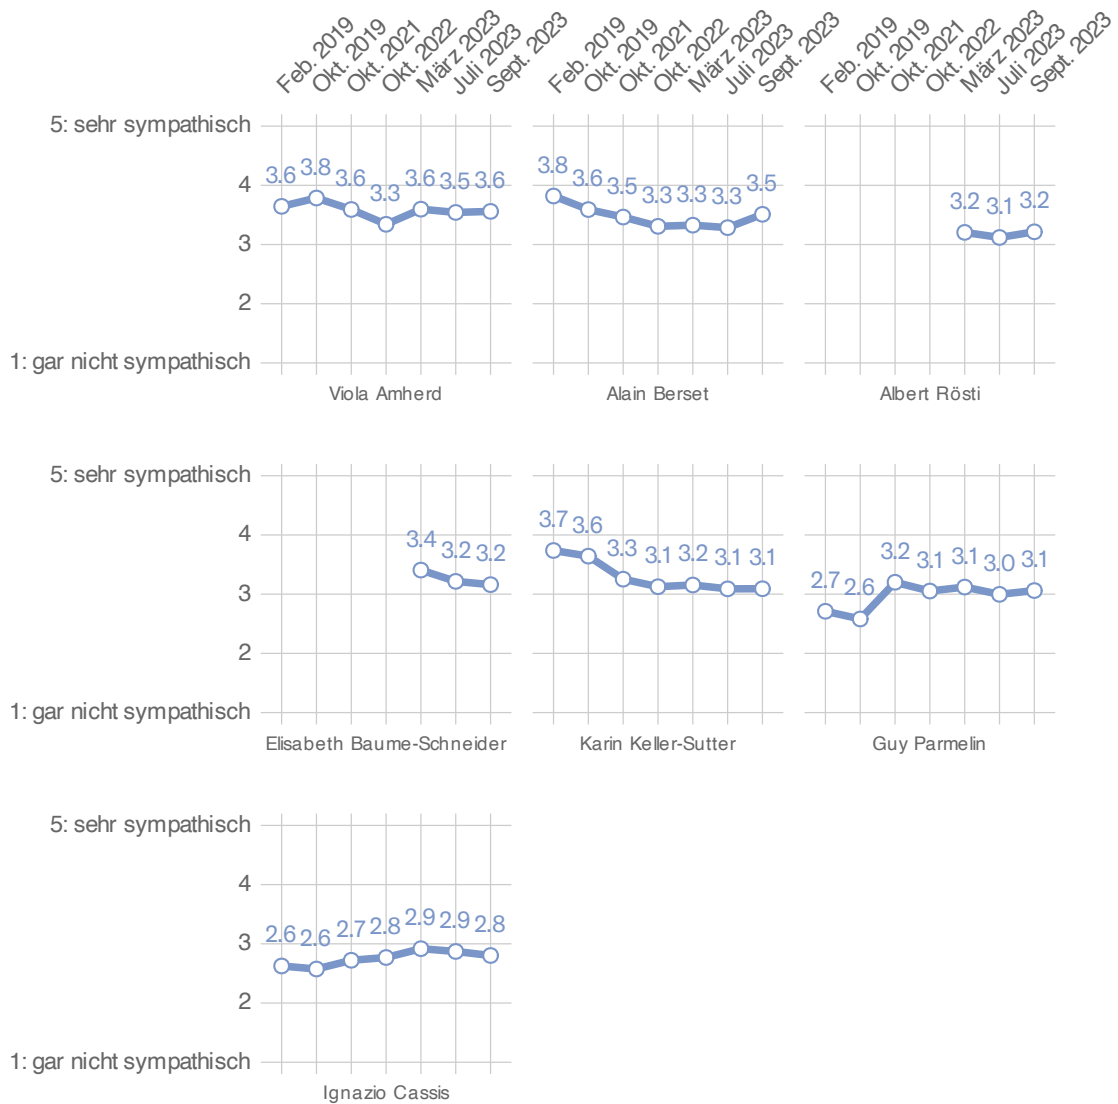 Feb. 2019 Okt. 2019 Okt. 2021 Okt. 2022 März 2023 Juli 2023 Sept. 2023
Feb. 2019 Okt. 2019 Okt. 2021 Okt. 2022 März 2023 Juli 2023 Sept. 2023
Feb. 2019 Okt. 2019 Okt. 2021 Okt. 2022 März 2023 Juli 2023 Sept. 2023
5: sehr sympathisch
4
3
2
1: gar nicht sympathisch
3.6 3.8 3.6 3.3 3.6 3.5 3.6
Viola Amherd
3.8 3.6 3.5 3.3 3.3 3.3 3.5
Alain Berset
3.2 3.1 3.2
Albert Rösti
5: sehr sympathisch
4
3
2
1: gar nicht sympathisch
3.4 3.2 3.2
Elisabeth Baume-Schneider
3.7 3.6 3.3 3.1 3.2 3.1 3.1
Karin Keller-Sutter
2.7 2.6 3.2 3.1 3.1 3.0 3.1
Guy Parmelin
5: sehr sympathisch
4
3
2
1: gar nicht sympathisch
2.6 2.6 2.7 2.8 2.9 2.9 2.8
Ignazio Cassis